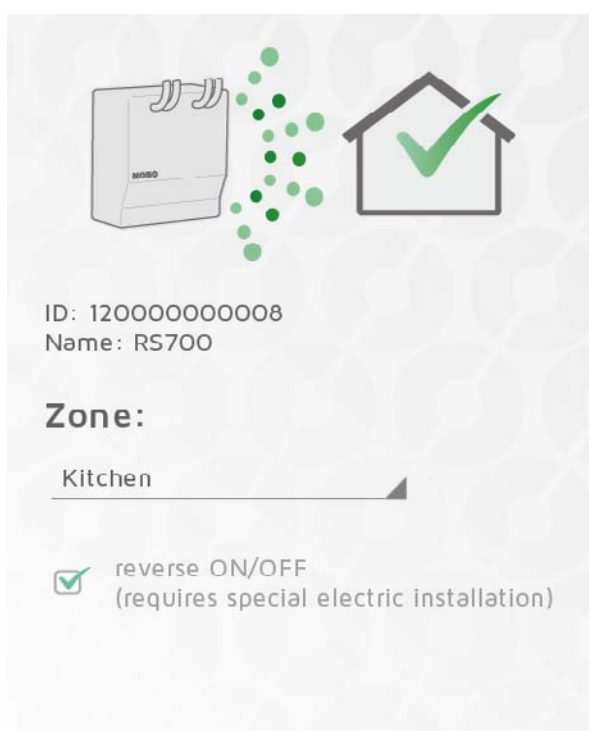 NOBO
ID: 120000000008
Name: RS700
Zone:
Kitchen
reverse ON/OFF
(requires special electric installation)